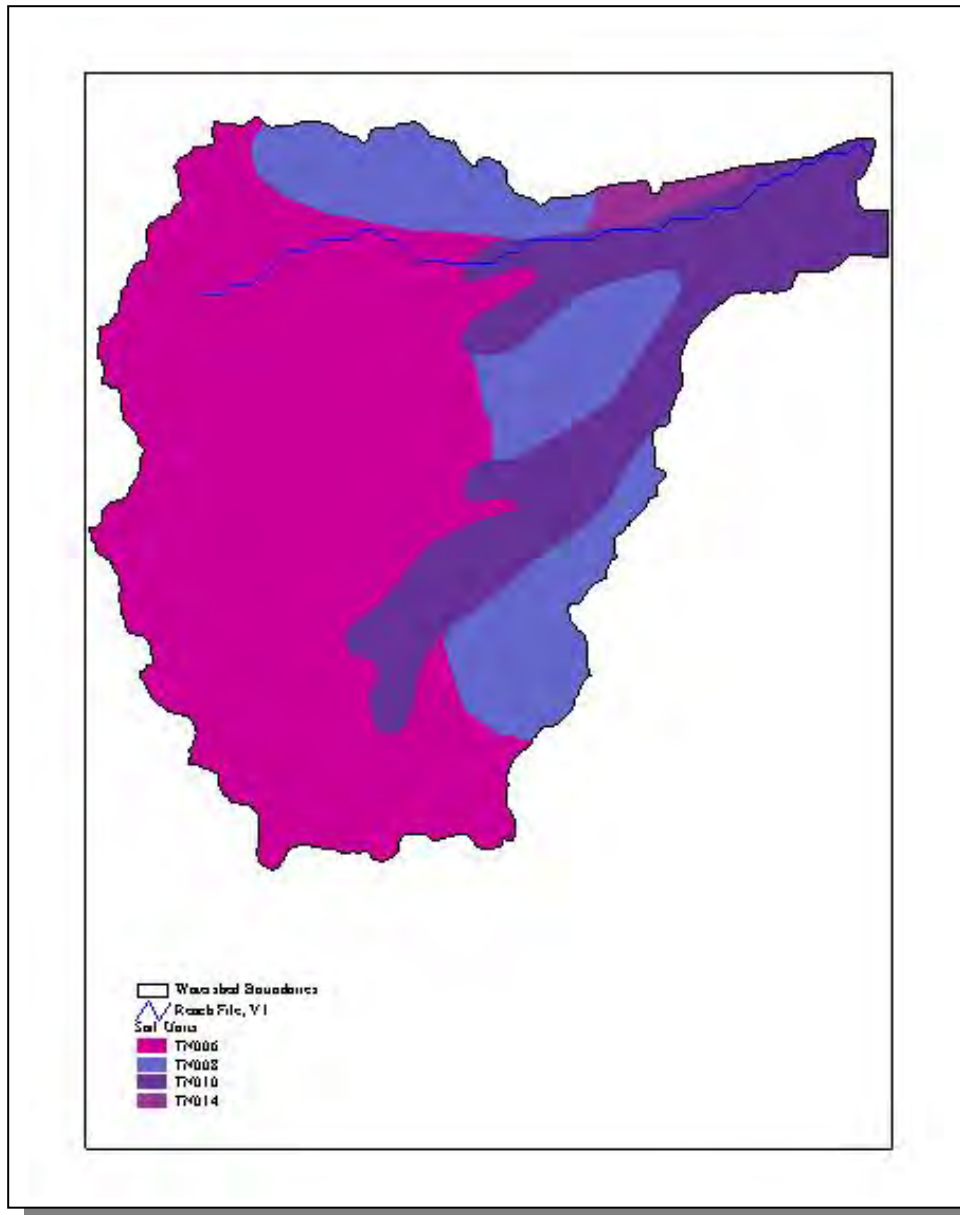 Watershed Boundaries
Reach File, V1
Soil Units
TN006
TN008
TN010
TN014